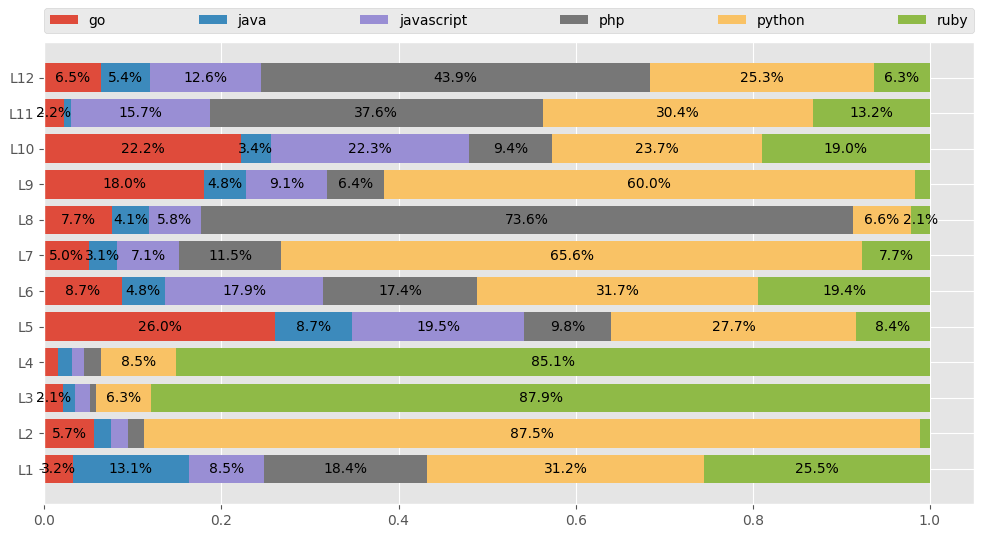 go java javascript php python ruby
L12 6.5% 5.4% 12.6% 43.9% 25.3% 6.3%
L11 2.2% 15.7% 37.6% 30.4% 13.2%
L10 22.2% 3.4% 22.3% 9.4% 23.7% 19.0%
L9 18.0% 4.8% 9.1% 6.4% 60.0%
L8 7.7% 4.1% 5.8% 73.6% 6.6% 2.1%
L7 5.0% 3.1% 7.1% 11.5% 65.6% 7.7%
L6 8.7% 4.8% 17.9% 17.4% 31.7% 19.4%
L5 26.0% 8.7% 19.5% 9.8% 27.7% 8.4%
L4 8.5% 85.1%
L3 2.1% 6.3% 87.9%
L2 5.7% 87.5%
L1 3.2% 13.1% 8.5% 18.4% 31.2% 25.5%
0.0 0.2 0.4 0.6 0.8 1.0